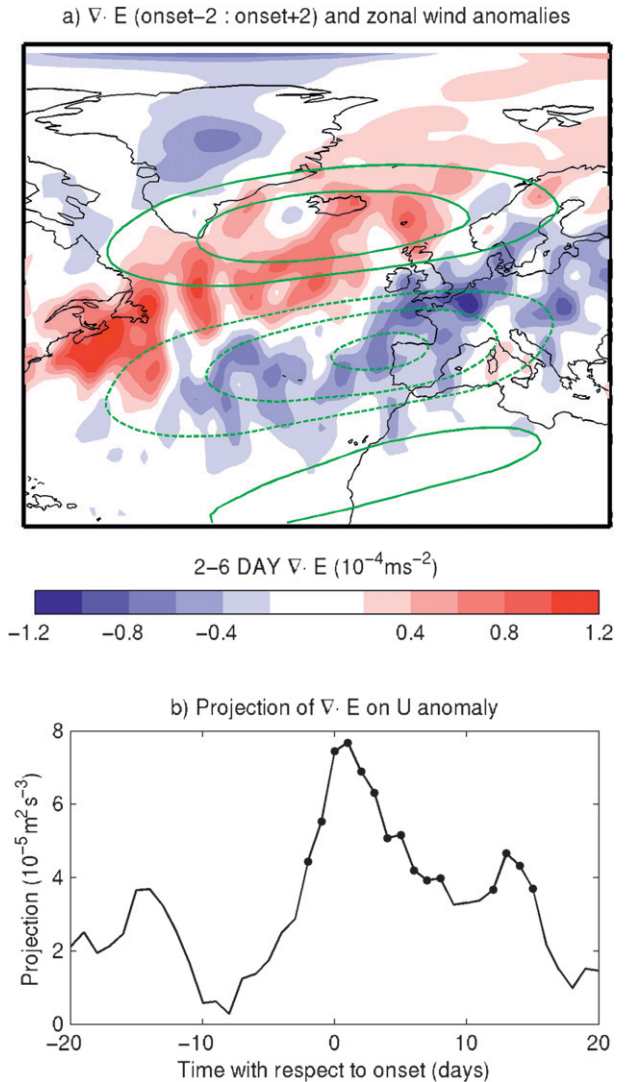 a) ∇· E (onset−2 : onset+2) and zonal wind anomalies
2−6 DAY ∇· E (10⁻⁴ms⁻²)
−1.2 −0.8 −0.4 0.4 0.8 1.2
b) Projection of ∇· E on U anomaly
Projection (10⁻⁵m²s⁻³)
8
6
4
2
0
−20 −10 0 10 20
Time with respect to onset (days)